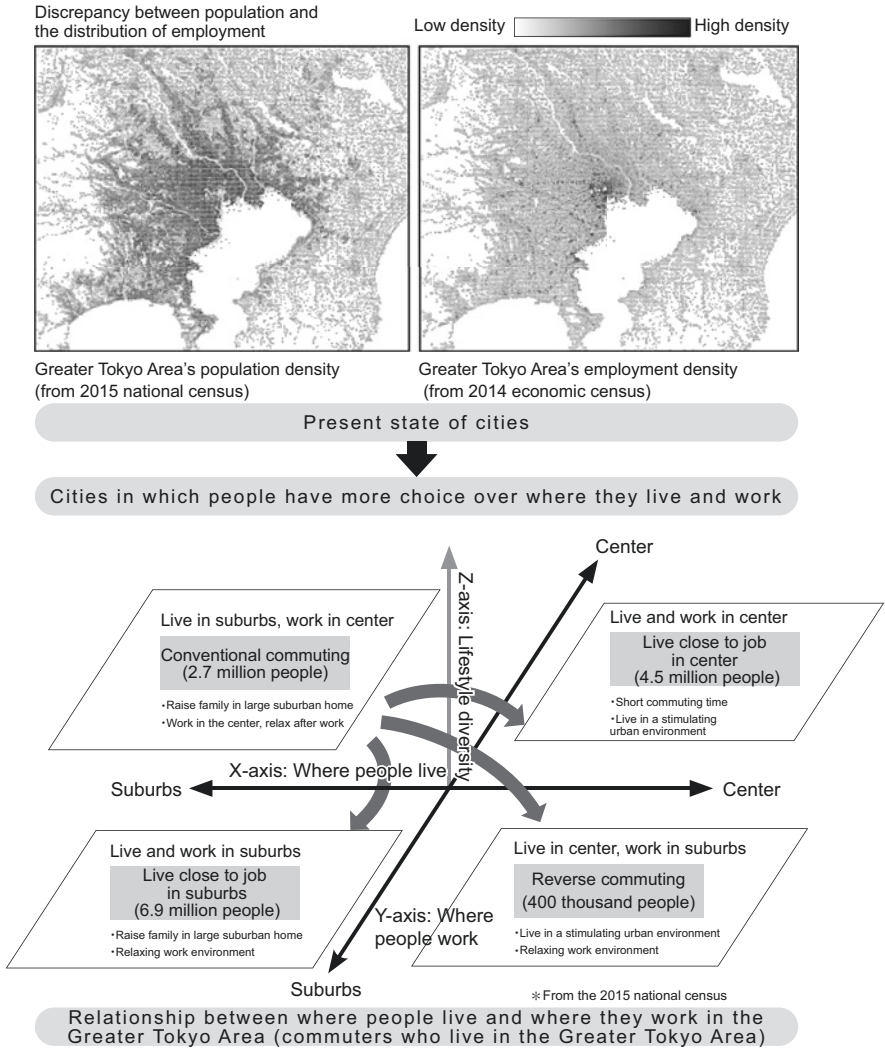 Discrepancy between population and
the distribution of employment
Low density
High density
Greater Tokyo Area's population density
(from 2015 national census)
Greater Tokyo Area's employment density
(from 2014 economic census)
Present state of cities
Cities in which people have more choice over where they live and work
Center
Z-axis: Lifestyle diversity
Live in suburbs, work in center
Conventional commuting
(2.7 million people)
・Raise family in large suburban home
・Work in the center, relax after work
Live and work in center
Live close to job
in center
(4.5 million people)
・Short commuting time
・Live in a stimulating
urban environment
X-axis: Where people live
Suburbs
Center
Live and work in suburbs
Live close to job
in suburbs
(6.9 million people)
・Raise family in large suburban home
・Relaxing work environment
Live in center, work in suburbs
Reverse commuting
(400 thousand people)
・Live in a stimulating urban environment
・Relaxing work environment
Y-axis: Where
people work
Suburbs
＊From the 2015 national census
Relationship between where people live and where they work in the
Greater Tokyo Area (commuters who live in the Greater Tokyo Area)